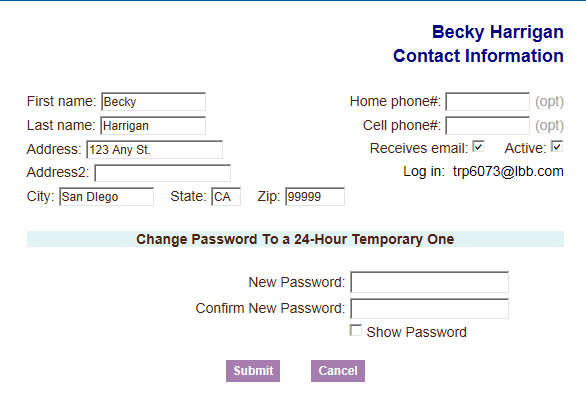 Becky Harrigan
Contact Information
First name: Becky Home phone#: (opt)
Last name: Harrigan Cell phone#: (opt)
Address: 123 Any St. Receives email: Active:
Address2: Log in: trp6073@lbb.com
City: San DIego State: CA Zip: 99999
Change Password To a 24-Hour Temporary One
New Password:
Confirm New Password:
Show Password
Submit Cancel